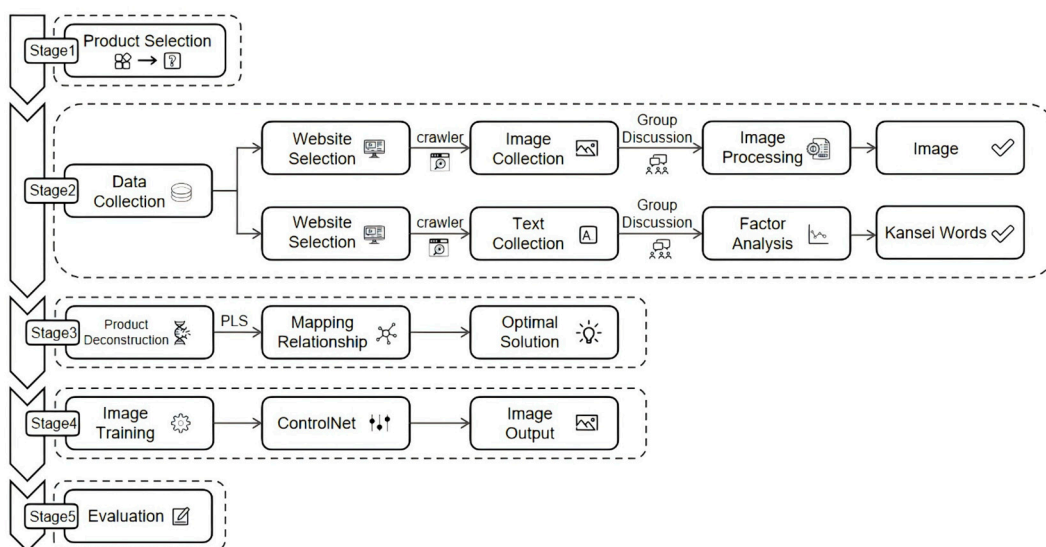 Stage1
Product Selection
Stage2
Data
Collection
Website
Selection
crawler
Image
Collection
Group
Discussion
Image
Processing
Image
Website
Selection
crawler
Text
Collection
A
Group
Discussion
Factor
Analysis
Kansei Words
Stage3
Product
Deconstruction
PLS
Mapping
Relationship
Optimal
Solution
Stage4
Image
Training
ControlNet
Image
Output
Stage5
Evaluation